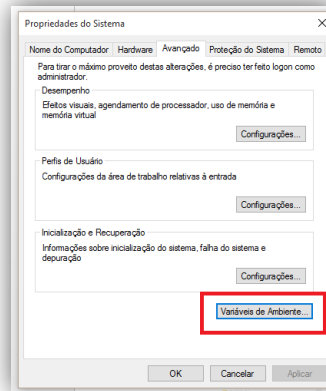 Propriedades do Sistema
Nome do Computador Hardware Avançado Proteção do Sistema Remoto
Para tirar o máximo proveito destas alterações, é preciso ter feito logon como
administrador.
Desempenho
Efeitos visuais, agendamento de processador, uso de memória e
memória virtual
Configurações...
Perfis de Usuário
Configurações da área de trabalho relativas à entrada
Configurações...
Inicialização e Recuperação
Informações sobre inicialização do sistema, falha do sistema e
depuração
Configurações...
Variáveis de Ambiente...
OK Cancelar Aplicar